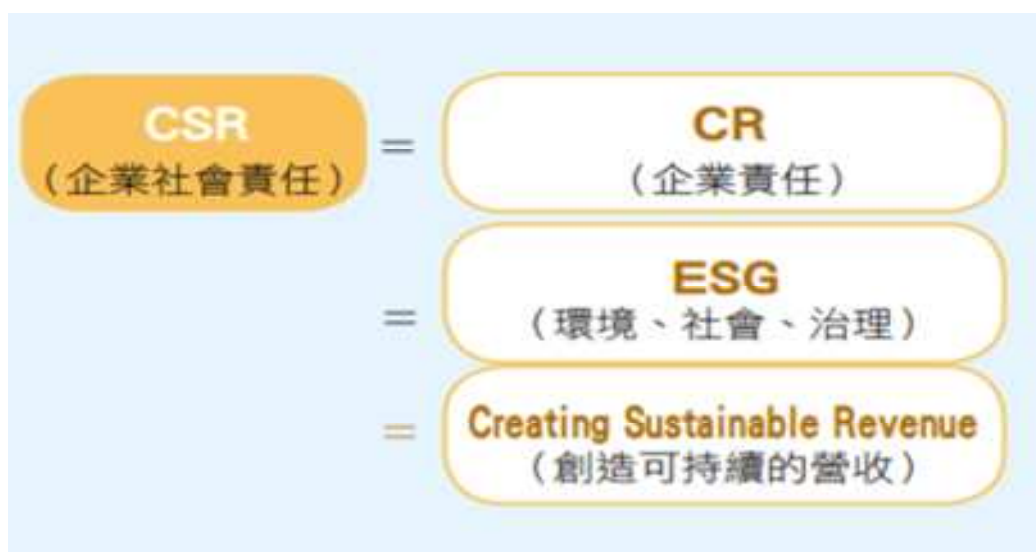 CSR
(企業社會責任)
=
CR
(企業責任)
=
ESG
(環境、社會、治理)
=
Creating Sustainable Revenue
(創造可持續的營收)